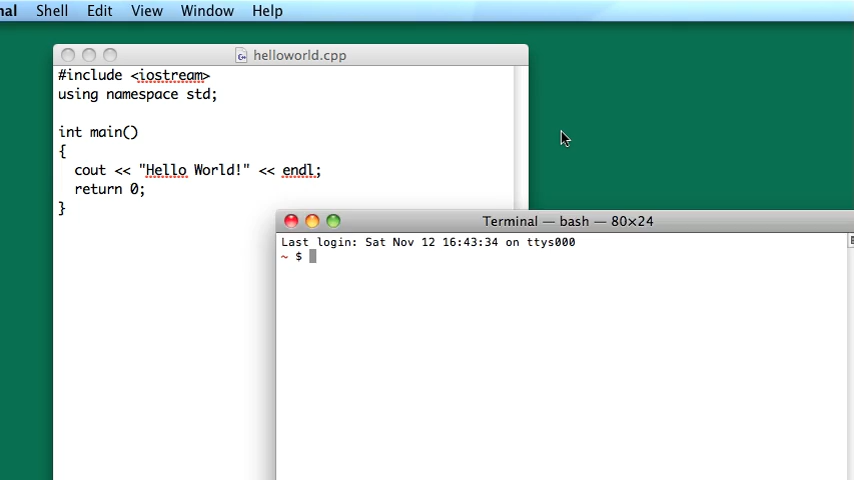 nal Shell Edit View Window Help
helloworld.cpp
#include <iostream>
using namespace std;
int main()
{
cout << "Hello World!" << endl;
return 0;
}
Terminal — bash — 80×24
Last login: Sat Nov 12 16:43:34 on ttys000
~ $